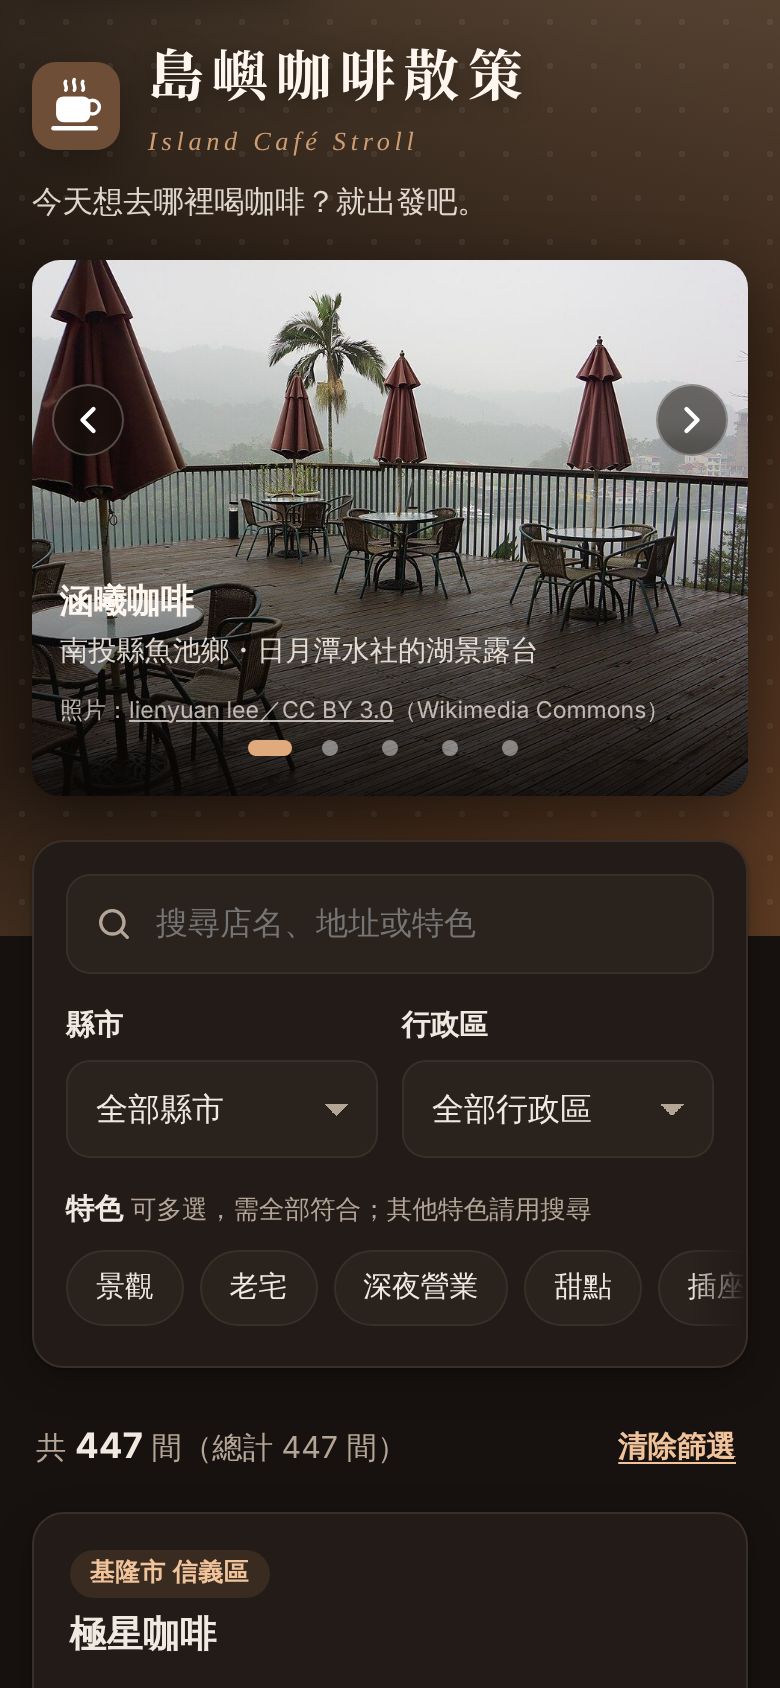 島嶼咖啡散策
Island Café Stroll
今天想去哪裡喝咖啡？就出發吧。
涵曦咖啡
南投縣魚池鄉・日月潭水社的湖景露台
照片：lienyuan lee／CC BY 3.0（Wikimedia Commons）
搜尋店名、地址或特色
縣市 行政區
全部縣市 全部行政區
特色 可多選，需全部符合；其他特色請用搜尋
景觀 老宅 深夜營業 甜點 插座
共 447 間（總計 447 間） 清除篩選
基隆市 信義區
極星咖啡